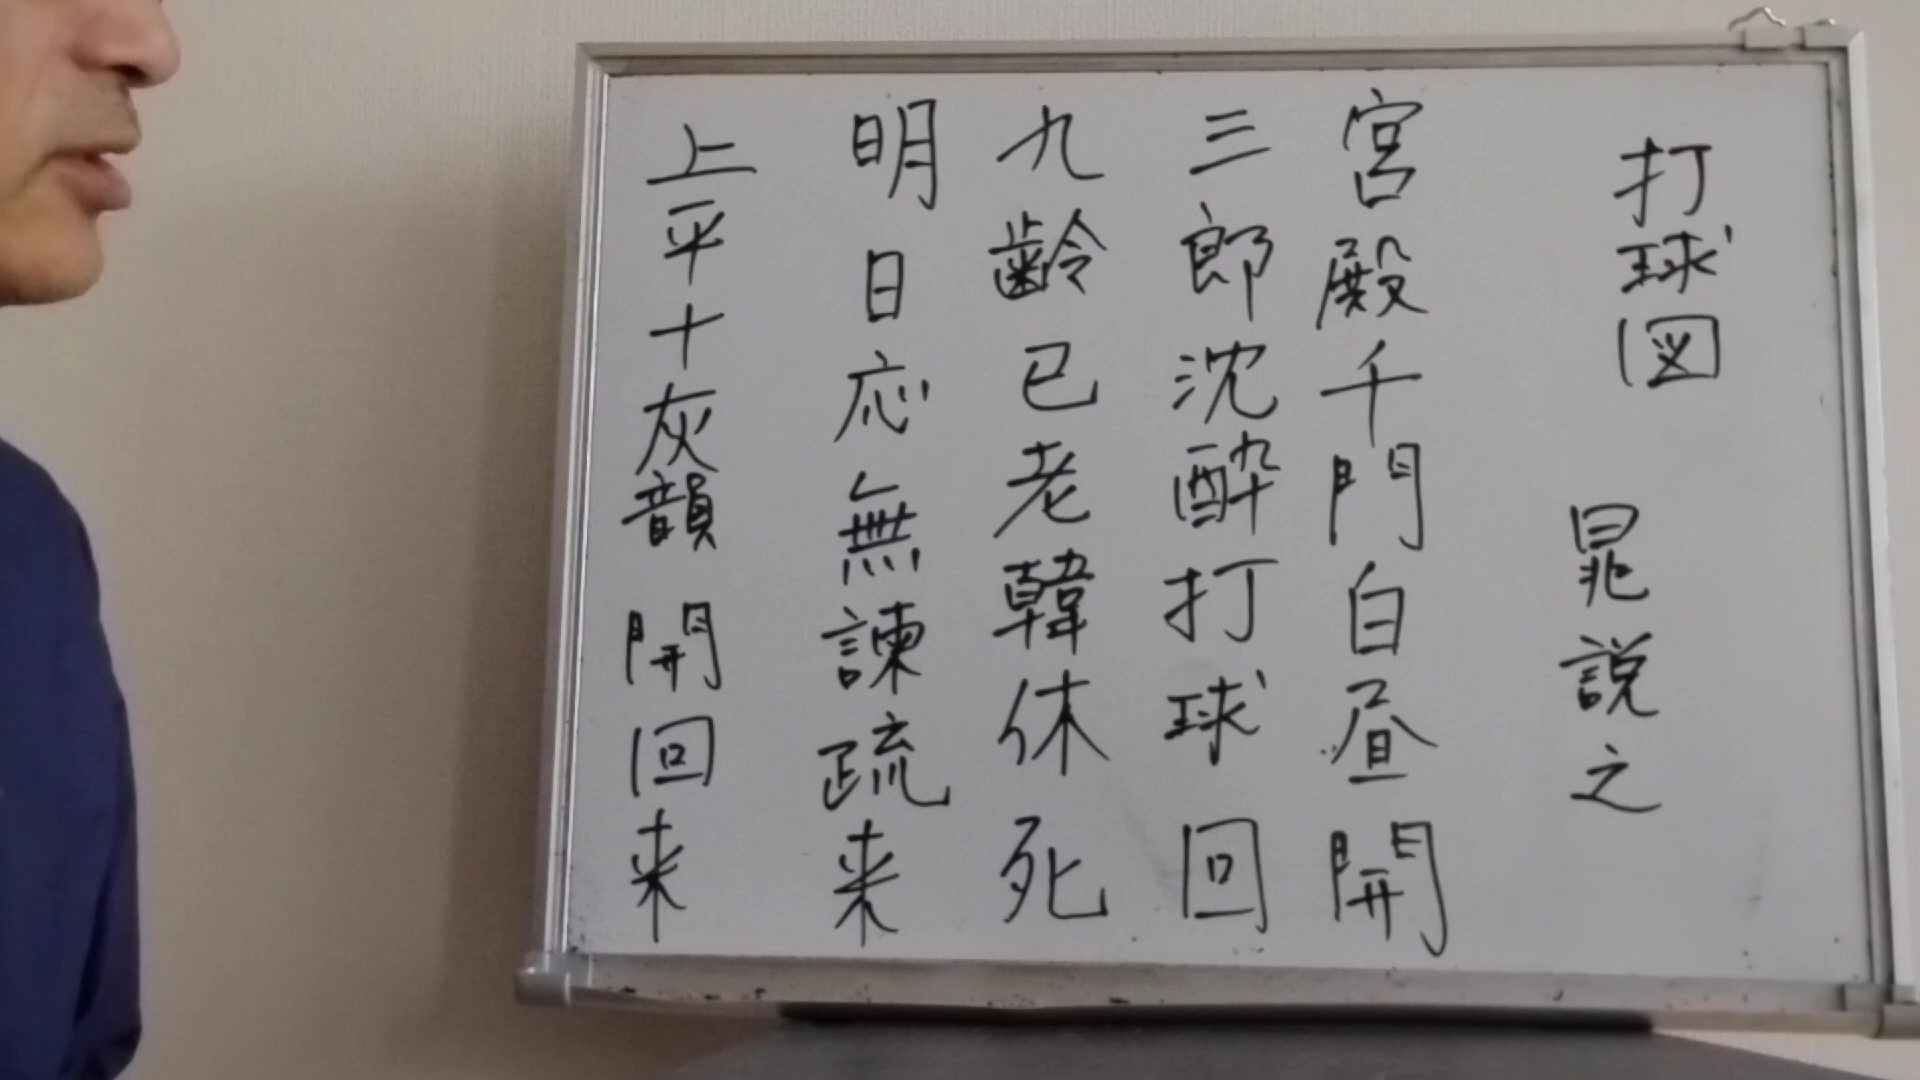 打球図 晁説之
宮殿千門白昼開
三郎沈酔打球回
九齢已老韓休死
明日応無諫疏来
上平十灰韻 開回来